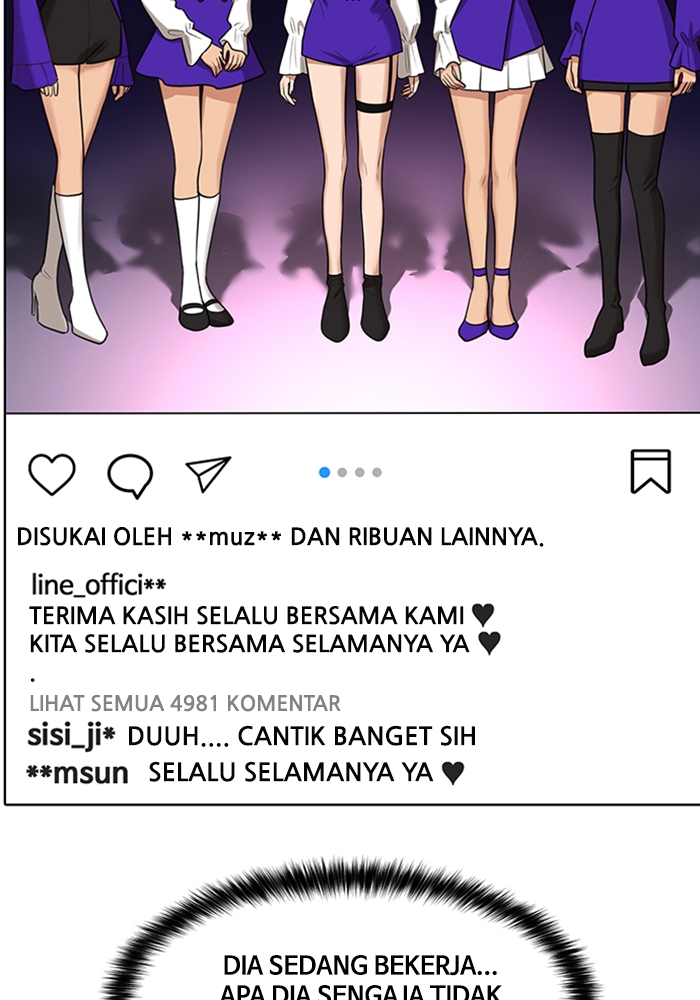 DISUKAI OLEH **muz** DAN RIBUAN LAINNYA.
line_offici**
TERIMA KASIH SELALU BERSAMA KAMI ♥
KITA SELALU BERSAMA SELAMANYA YA ♥
.
LIHAT SEMUA 4981 KOMENTAR
sisi_ji* DUUH.... CANTIK BANGET SIH
**msun SELALU SELAMANYA YA ♥
DIA SEDANG BEKERJA...
APA DIA SENGAJA TIDAK